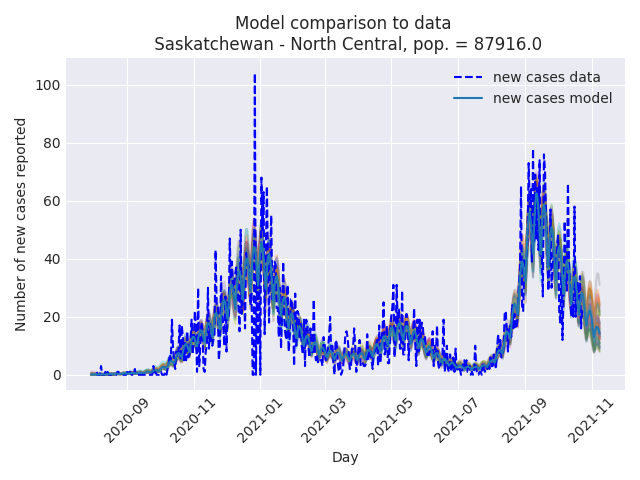 Model comparison to data
Saskatchewan - North Central, pop. = 87916.0
new cases data
new cases model
Number of new cases reported
100
80
60
40
20
0
2020-09
2020-11
2021-01
2021-03
2021-05
2021-07
2021-09
2021-11
Day